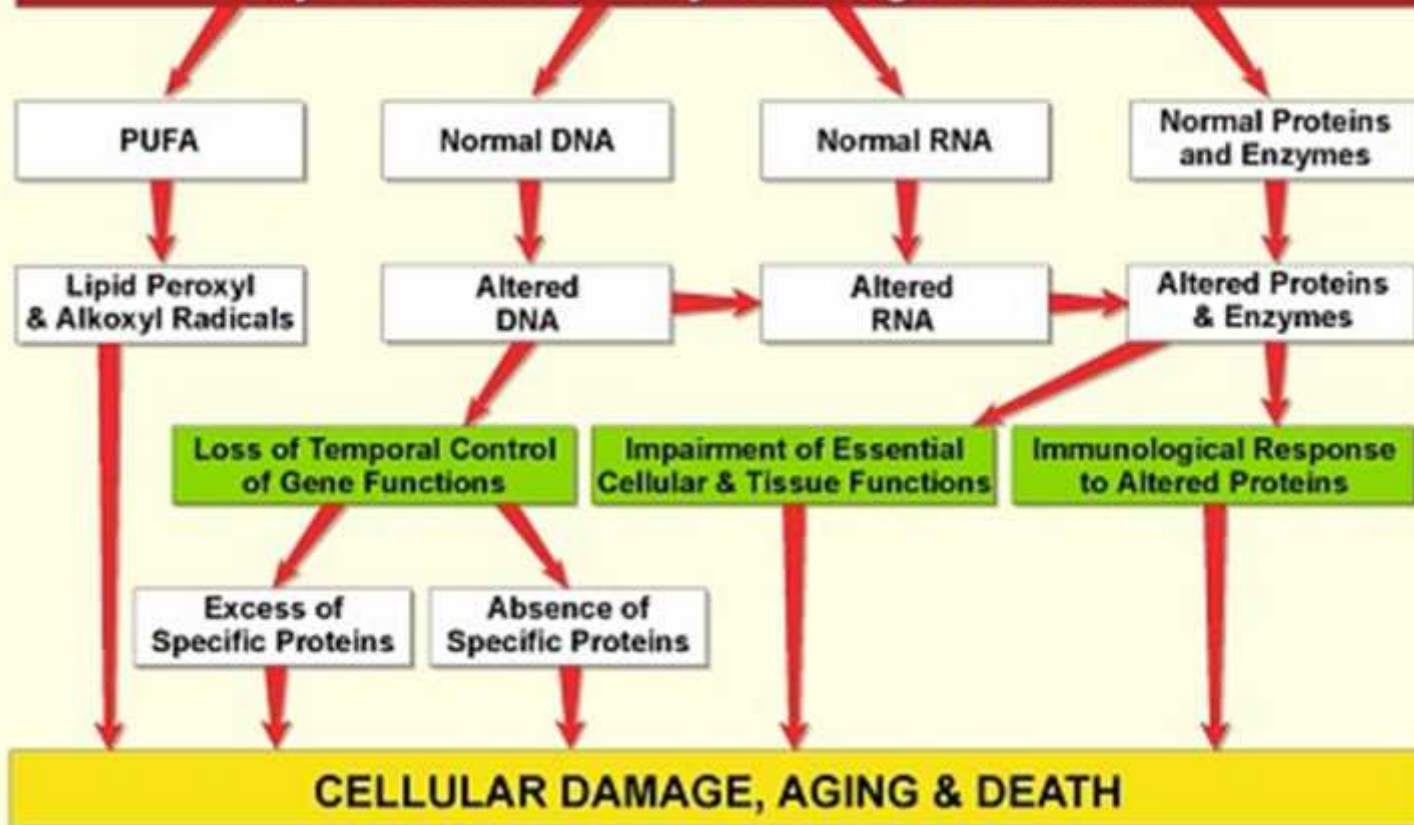 PUFA
Normal DNA
Normal RNA
Normal Proteins
and Enzymes
Lipid Peroxyl
& Alkoxyl Radicals
Altered
DNA
Altered
RNA
Altered Proteins
& Enzymes
Loss of Temporal Control
of Gene Functions
Impairment of Essential
Cellular & Tissue Functions
Immunological Response
to Altered Proteins
Excess of
Specific Proteins
Absence of
Specific Proteins
CELLULAR DAMAGE, AGING & DEATH